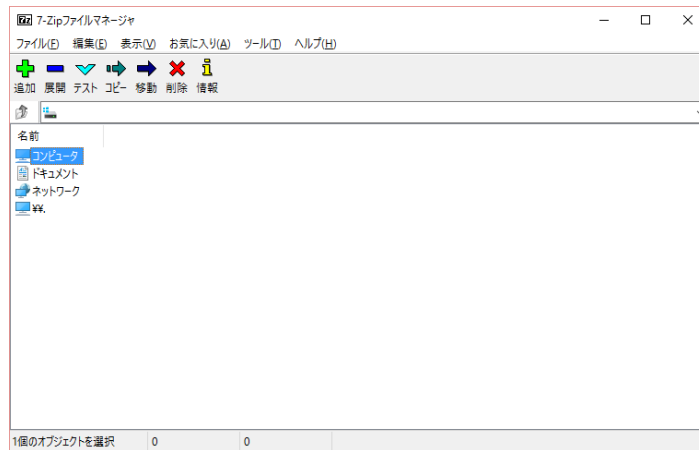 7z 7-Zipファイルマネージャ
ファイル(F) 編集(E) 表示(V) お気に入り(A) ツール(T) ヘルプ(H)
追加 展開 テスト コピー 移動 削除 情報
名前
コンピュータ
ドキュメント
ネットワーク
¥¥.
1個のオブジェクトを選択 0 0